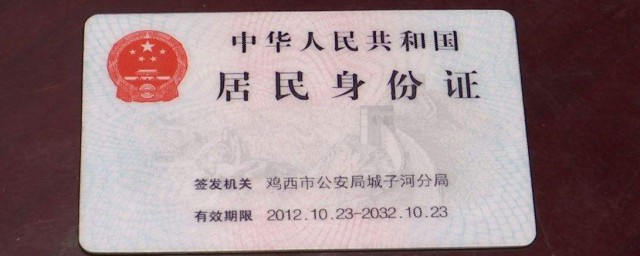 中华人民共和国
居民身份证
签发机关 鸡西市公安局城子河分局
有效期限 2012.10.23-2032.10.23